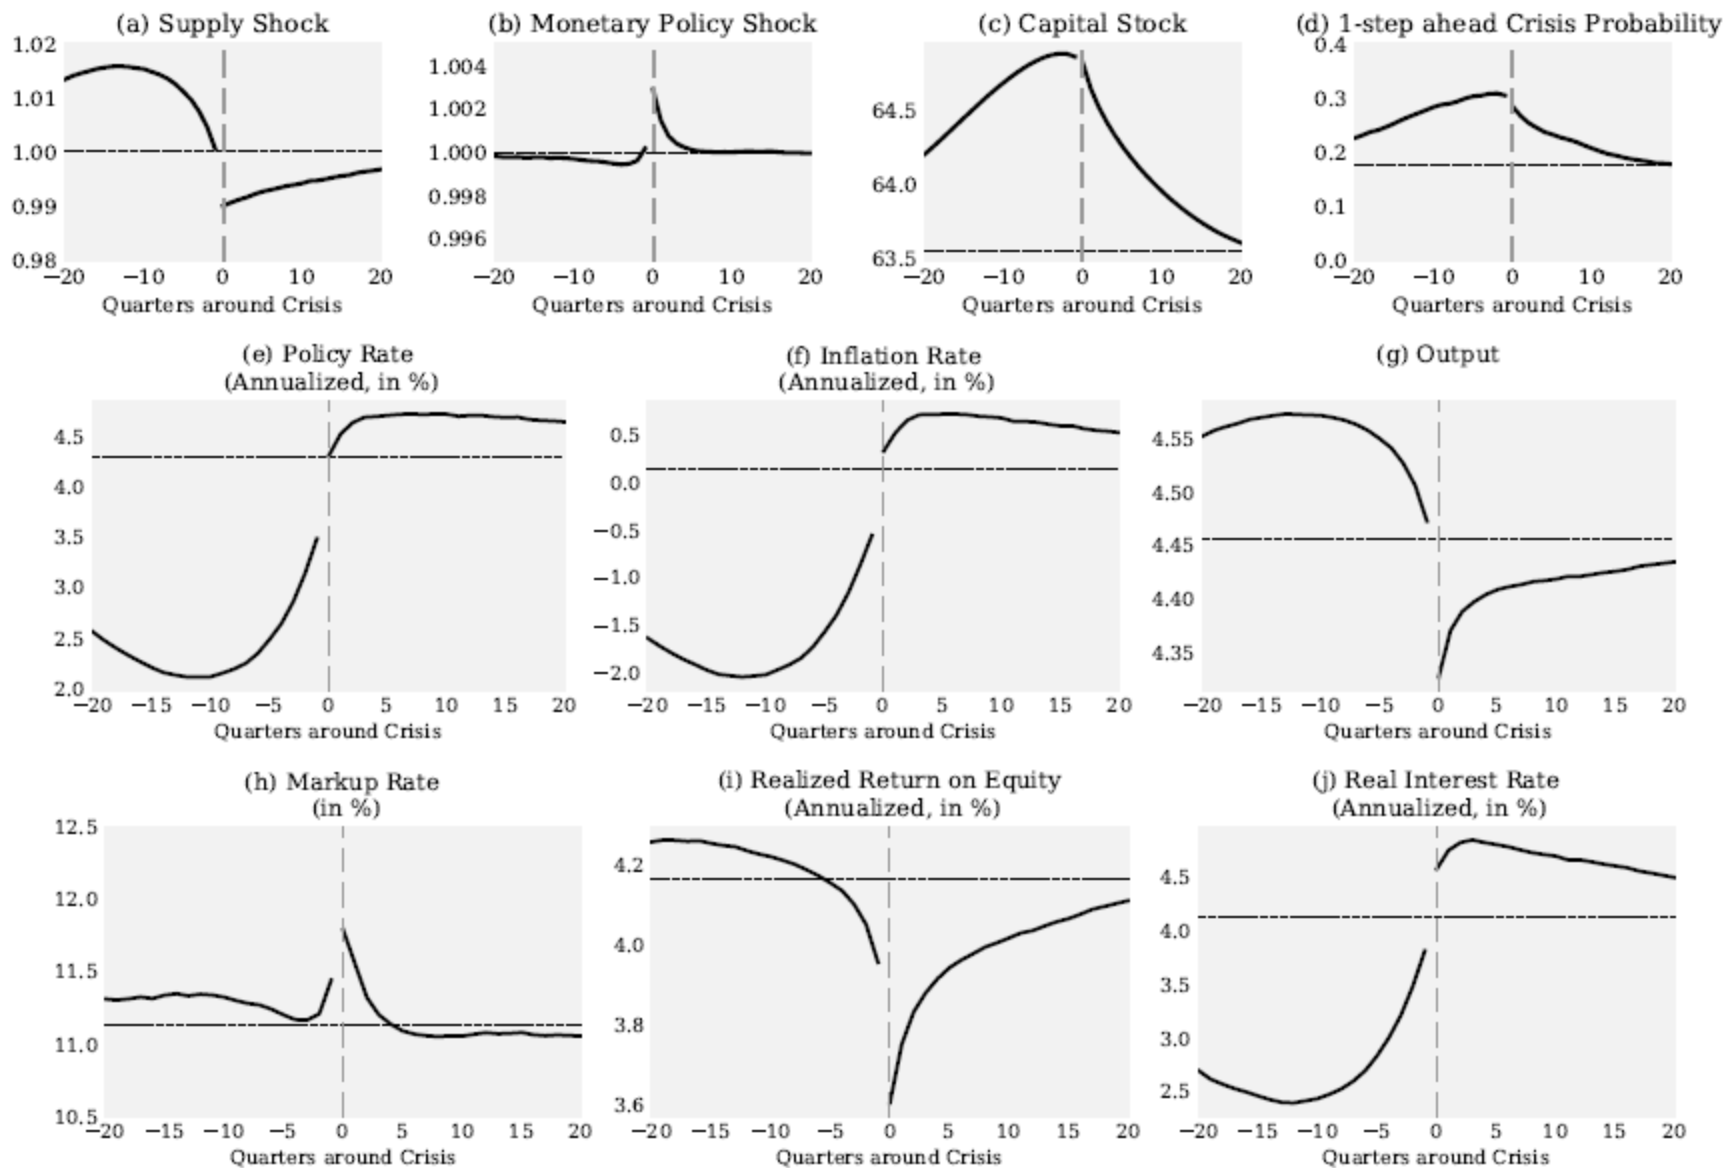 (a) Supply Shock
(b) Monetary Policy Shock
(c) Capital Stock
(d) 1-step ahead Crisis Probability
1.02
1.01
1.00
0.99
0.98
−20 −10 0 10 20
Quarters around Crisis
1.004
1.002
1.000
0.998
0.996
−20 −10 0 10 20
Quarters around Crisis
64.5
64.0
63.5
−20 −10 0 10 20
Quarters around Crisis
0.4
0.3
0.2
0.1
0.0
−20 −10 0 10 20
Quarters around Crisis
(e) Policy Rate
(Annualized, in %)
4.5
4.0
3.5
3.0
2.5
2.0
−20 −15 −10 −5 0 5 10 15 20
Quarters around Crisis
(f) Inflation Rate
(Annualized, in %)
0.5
0.0
−0.5
−1.0
−1.5
−2.0
−20 −15 −10 −5 0 5 10 15 20
Quarters around Crisis
(g) Output
4.55
4.50
4.45
4.40
4.35
−20 −15 −10 −5 0 5 10 15 20
Quarters around Crisis
(h) Markup Rate
(in %)
12.5
12.0
11.5
11.0
10.5
−20 −15 −10 −5 0 5 10 15 20
Quarters around Crisis
(i) Realized Return on Equity
(Annualized, in %)
4.2
4.0
3.8
3.6
−20 −15 −10 −5 0 5 10 15 20
Quarters around Crisis
(j) Real Interest Rate
(Annualized, in %)
4.5
4.0
3.5
3.0
2.5
−20 −15 −10 −5 0 5 10 15 20
Quarters around Crisis